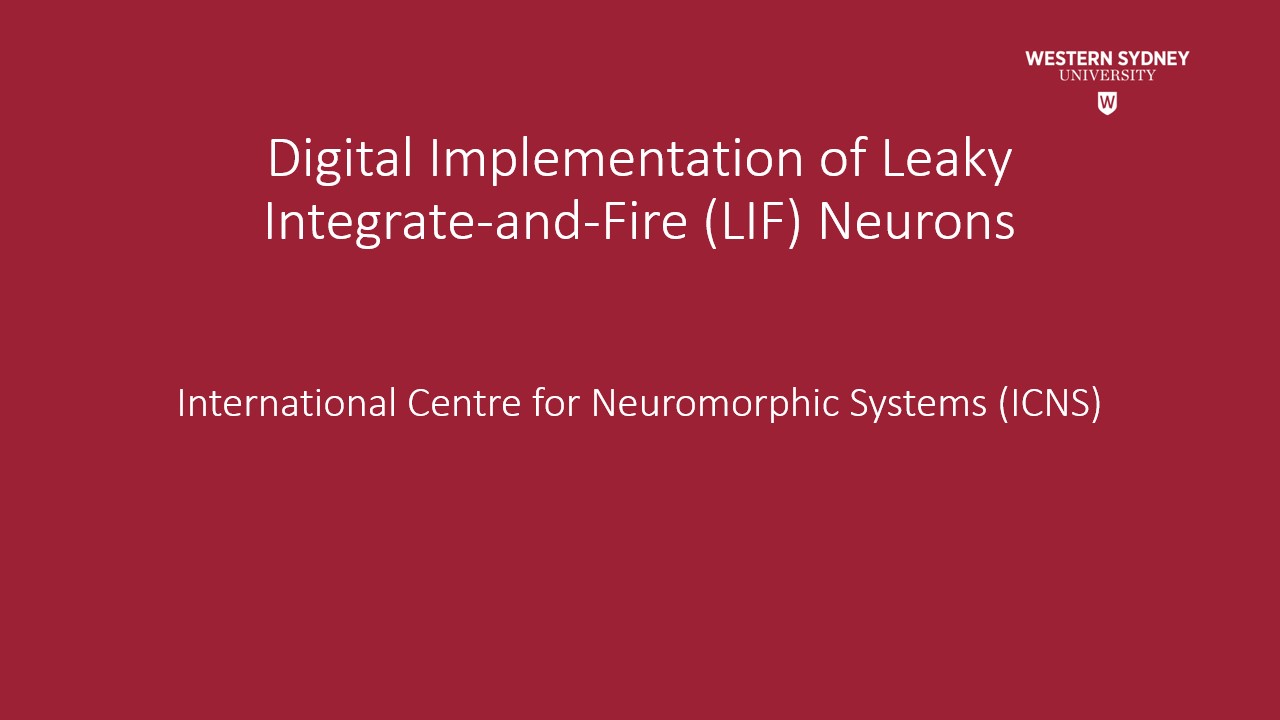 WESTERN SYDNEY
UNIVERSITY
W
Digital Implementation of Leaky
Integrate-and-Fire (LIF) Neurons
International Centre for Neuromorphic Systems (ICNS)